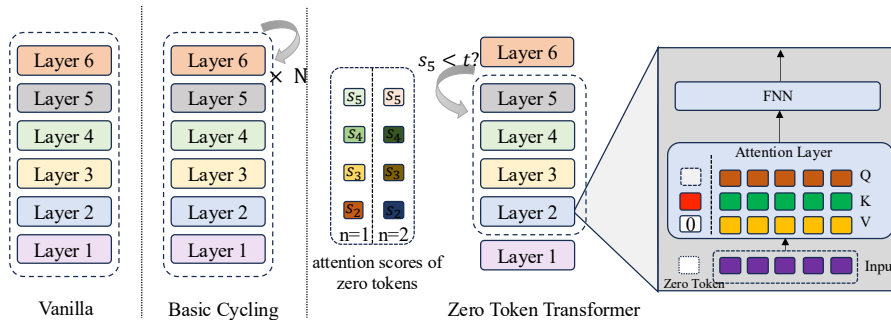 Layer 6
Layer 5
Layer 4
Layer 3
Layer 2
Layer 1
Vanilla
Layer 6
× N
Layer 5
Layer 4
Layer 3
Layer 2
Layer 1
Basic Cycling
s5 s5
s4 s4
s3 s3
s2 s2
n=1 n=2
attention scores of
zero tokens
s5 < t?
Layer 6
Layer 5
Layer 4
Layer 3
Layer 2
Layer 1
Zero Token Transformer
FNN
Attention Layer
Q
K
0 V
Zero Token
Input